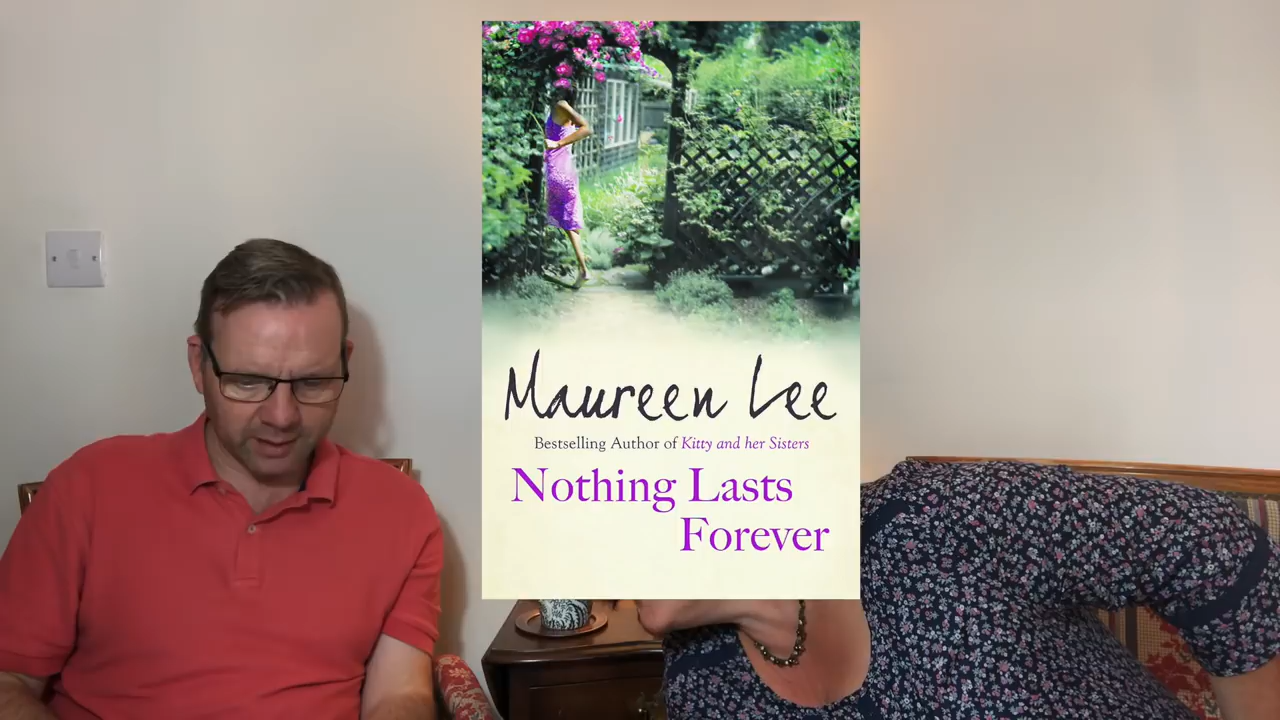 Maureen Lee
Bestselling Author of Kitty and her Sisters
Nothing Lasts
Forever